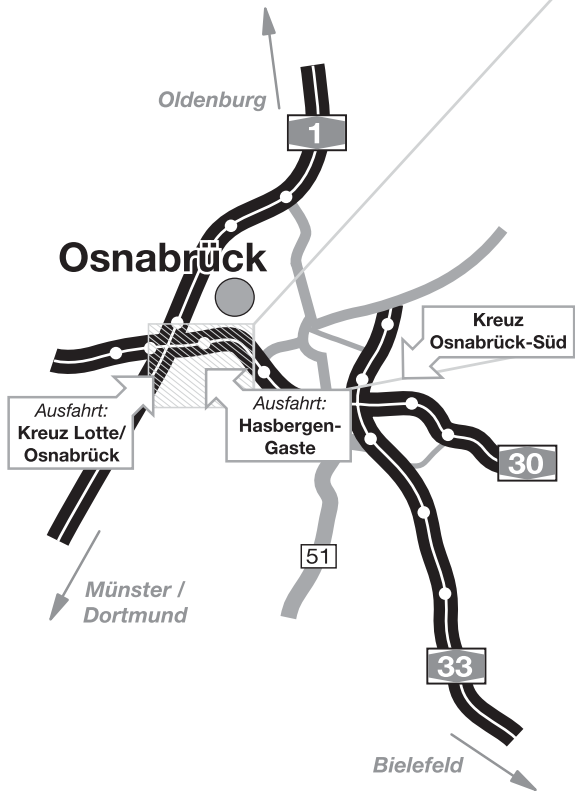 Oldenburg
1
Osnabrück
Kreuz
Osnabrück-Süd
Ausfahrt:
Kreuz Lotte/
Osnabrück
Ausfahrt:
Hasbergen-
Gaste
30
51
Münster /
Dortmund
33
Bielefeld